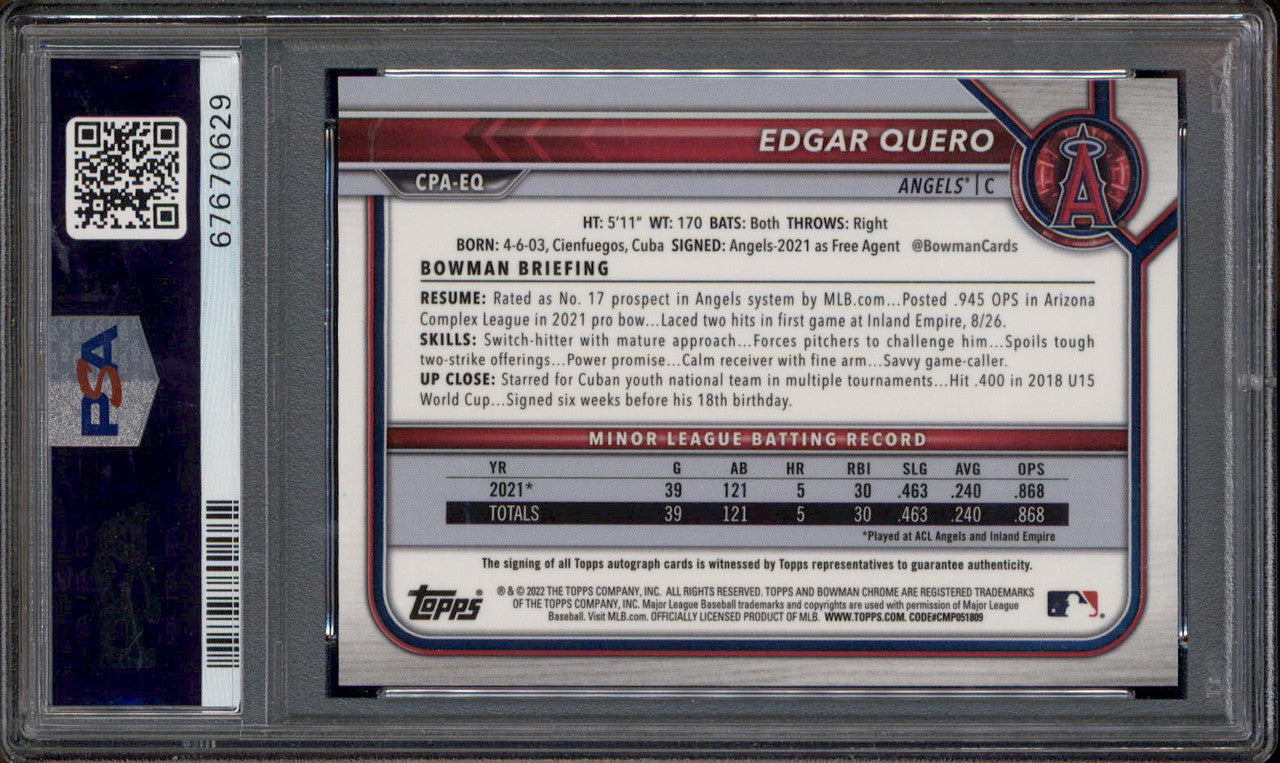 67670629
PSA
EDGAR QUERO
CPA-EQ
ANGELS® | C
A
HT: 5'11" WT: 170 BATS: Both THROWS: Right
BORN: 4-6-03, Cienfuegos, Cuba SIGNED: Angels-2021 as Free Agent @BowmanCards
BOWMAN BRIEFING
RESUME: Rated as No. 17 prospect in Angels system by MLB.com...Posted .945 OPS in Arizona
Complex League in 2021 pro bow...Laced two hits in first game at Inland Empire, 8/26.
SKILLS: Switch-hitter with mature approach...Forces pitchers to challenge him...Spoils tough
two-strike offerings...Power promise...Calm receiver with fine arm...Savvy game-caller.
UP CLOSE: Starred for Cuban youth national team in multiple tournaments...Hit .400 in 2018 U15
World Cup...Signed six weeks before his 18th birthday.
MINOR LEAGUE BATTING RECORD
YR G AB HR RBI SLG AVG OPS
2021* 39 121 5 30 .463 .240 .868
TOTALS 39 121 5 30 .463 .240 .868
*Played at ACL Angels and Inland Empire
The signing of all Topps autograph cards is witnessed by Topps representatives to guarantee authenticity.
Topps
® & © 2022 THE TOPPS COMPANY, INC. ALL RIGHTS RESERVED. TOPPS AND BOWMAN CHROME ARE REGISTERED TRADEMARKS
OF THE TOPPS COMPANY, INC. Major League Baseball trademarks and copyrights are used with permission of Major League
Baseball. Visit MLB.com. OFFICIALLY LICENSED PRODUCT OF MLB. WWW.TOPPS.COM. CODE#CMP051809